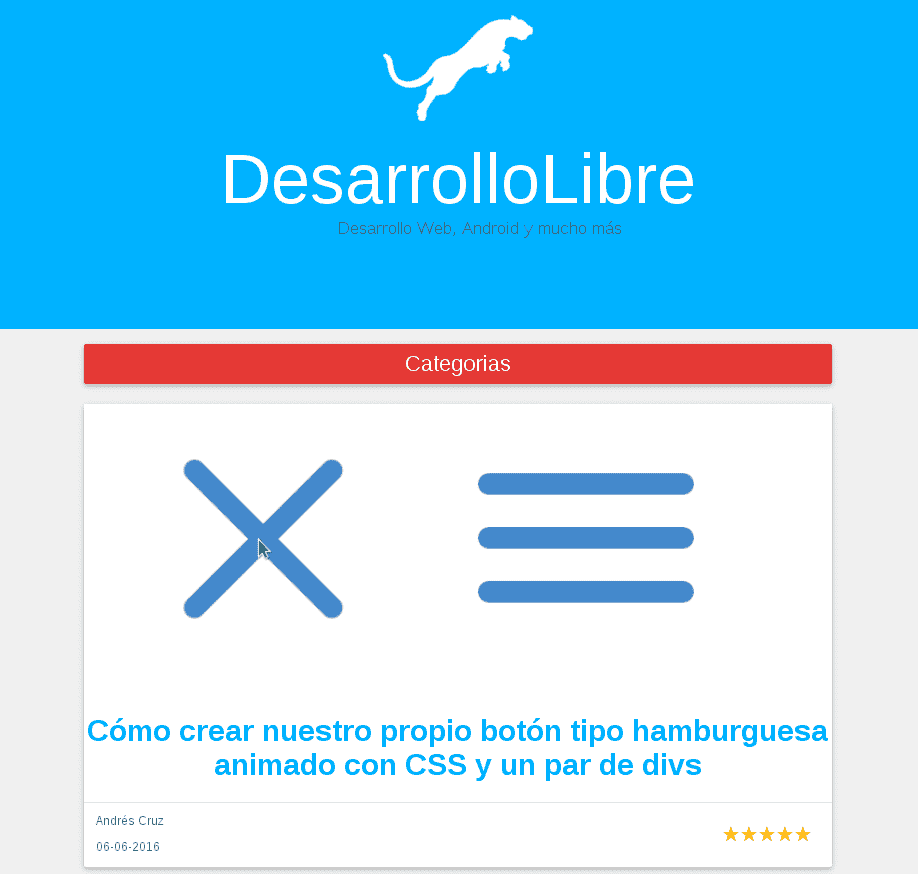 DesarrolloLibre
Desarrollo Web, Android y mucho más
Categorias
Cómo crear nuestro propio botón tipo hamburguesa
animado con CSS y un par de divs
Andrés Cruz
06-06-2016